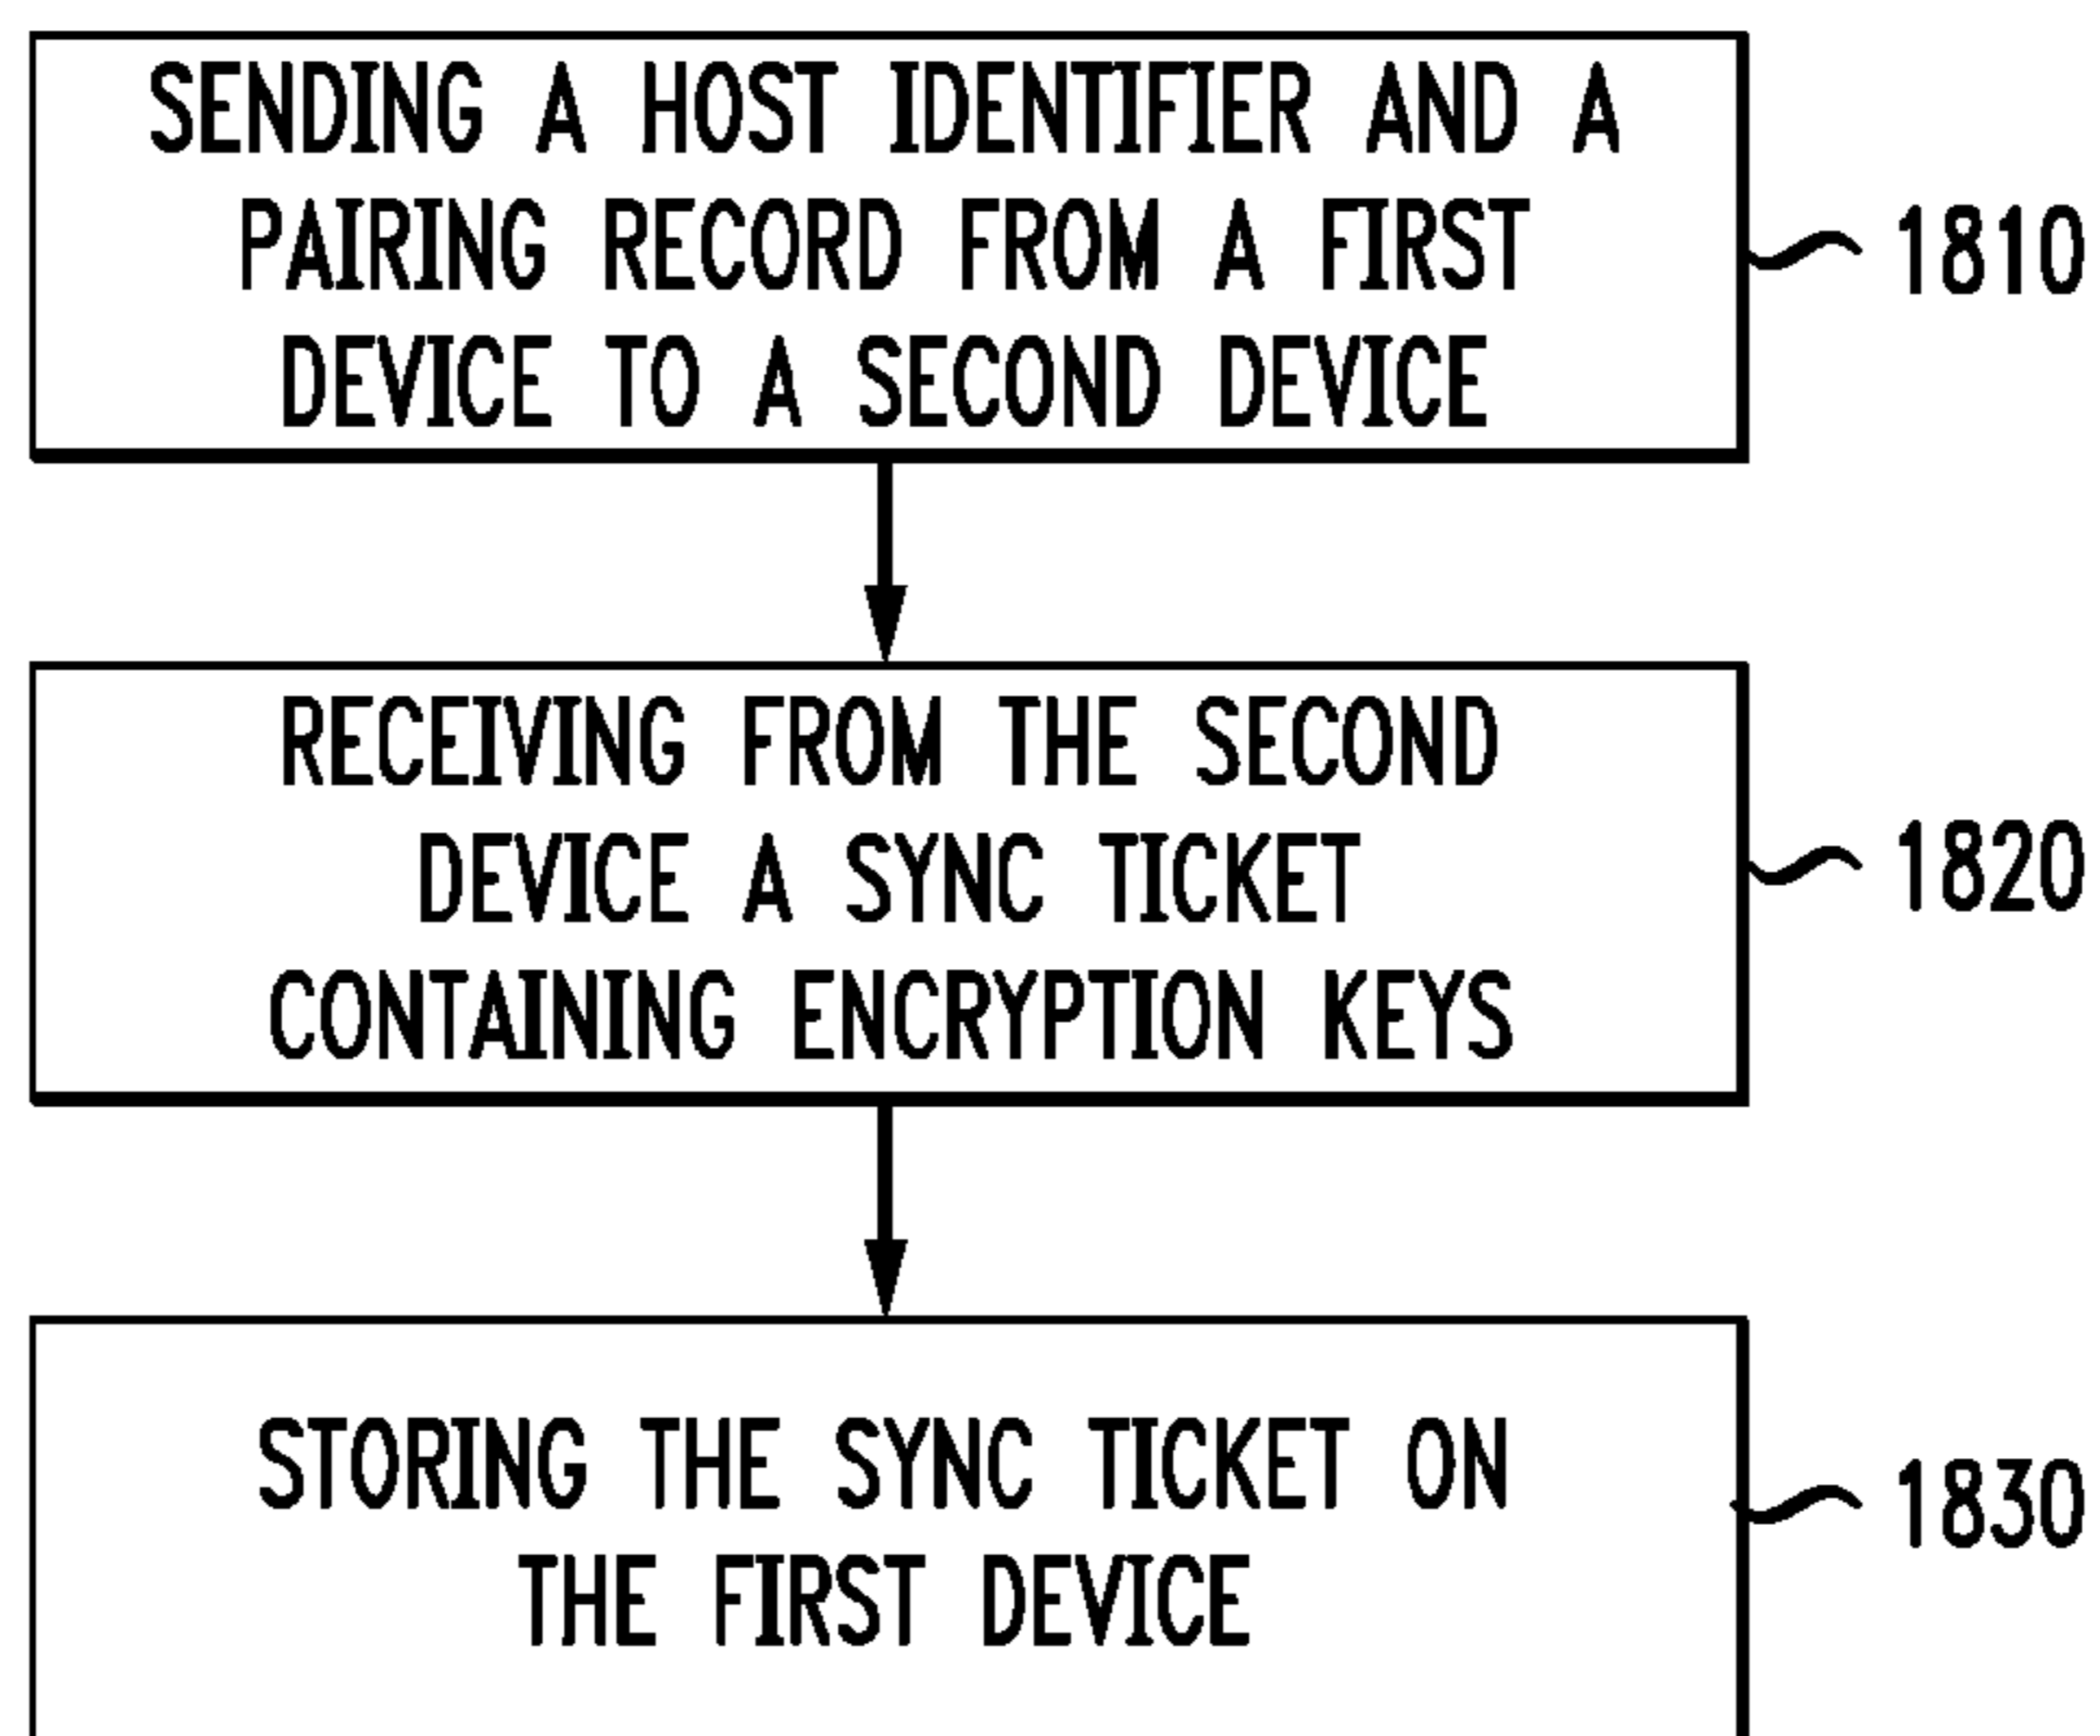 SENDING A HOST IDENTIFIER AND A
PAIRING RECORD FROM A FIRST
DEVICE TO A SECOND DEVICE
1810
RECEIVING FROM THE SECOND
DEVICE A SYNC TICKET
CONTAINING ENCRYPTION KEYS
1820
STORING THE SYNC TICKET ON
THE FIRST DEVICE
1830